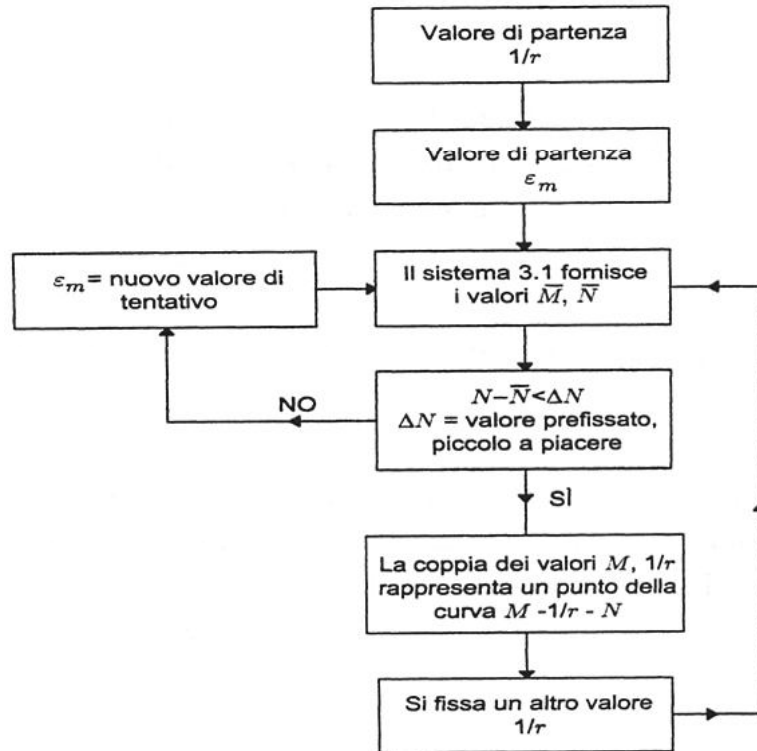 Valore di partenza
1/r
Valore di partenza
ε_m
ε_m= nuovo valore di
tentativo
Il sistema 3.1 fornisce
i valori M̅, N̅
N−N̅<ΔN
ΔN = valore prefissato,
piccolo a piacere
NO
SÌ
La coppia dei valori M, 1/r
rappresenta un punto della
curva M -1/r - N
Si fissa un altro valore
1/r